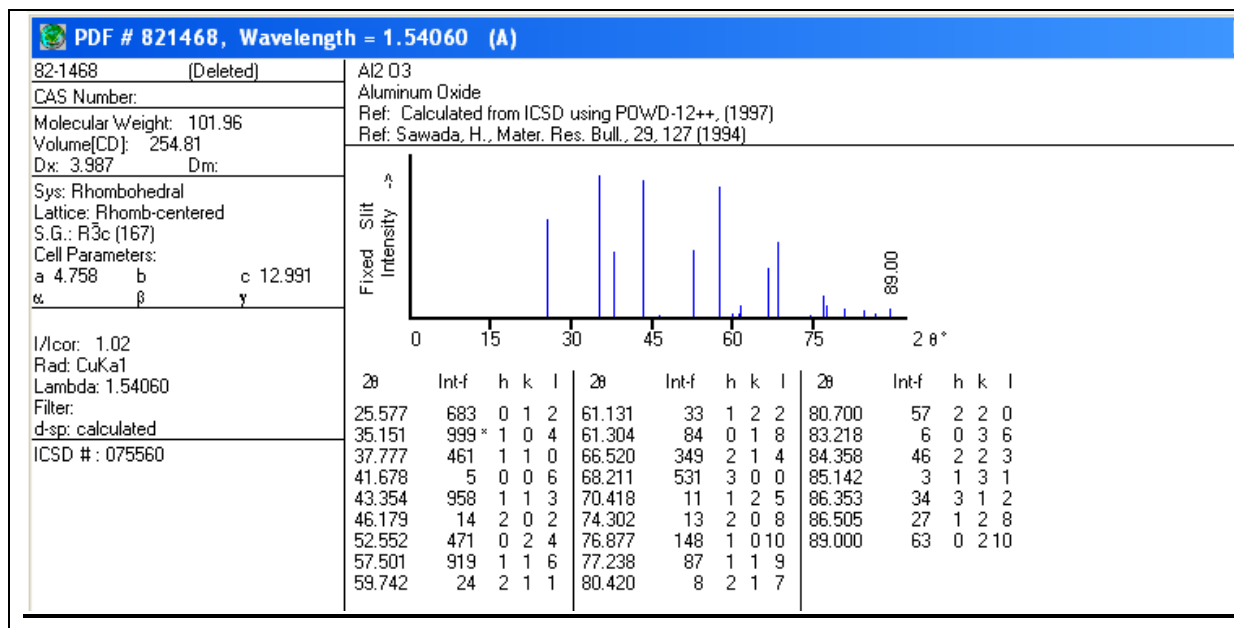 PDF # 821468, Wavelength = 1.54060 (A)
82-1468 (Deleted)
CAS Number:
Molecular Weight: 101.96
Volume[CD]: 254.81
Dx: 3.987 Dm:
Sys: Rhombohedral
Lattice: Rhomb-centered
S.G.: R3̅c (167)
Cell Parameters:
a 4.758 b c 12.991
α β γ
I/Icor: 1.02
Rad: CuKa1
Lambda: 1.54060
Filter:
d-sp: calculated
ICSD # : 075560
Al2 O3
Aluminum Oxide
Ref: Calculated from ICSD using POWD-12++, (1997)
Ref: Sawada, H., Mater. Res. Bull., 29, 127 (1994)
Fixed Slit
Intensity ->
89.00
0 15 30 45 60 75 2 θ °
2θ Int-f h k l 2θ Int-f h k l 2θ Int-f h k l
25.577 683 0 1 2 61.131 33 1 2 2 80.700 57 2 2 0
35.151 999 * 1 0 4 61.304 84 0 1 8 83.218 6 0 3 6
37.777 461 1 1 0 66.520 349 2 1 4 84.358 46 2 2 3
41.678 5 0 0 6 68.211 531 3 0 0 85.142 3 1 3 1
43.354 958 1 1 3 70.418 11 1 2 5 86.353 34 3 1 2
46.179 14 2 0 2 74.302 13 2 0 8 86.505 27 1 2 8
52.552 471 0 2 4 76.877 148 1 0 10 89.000 63 0 2 10
57.501 919 1 1 6 77.238 87 1 1 9
59.742 24 2 1 1 80.420 8 2 1 7